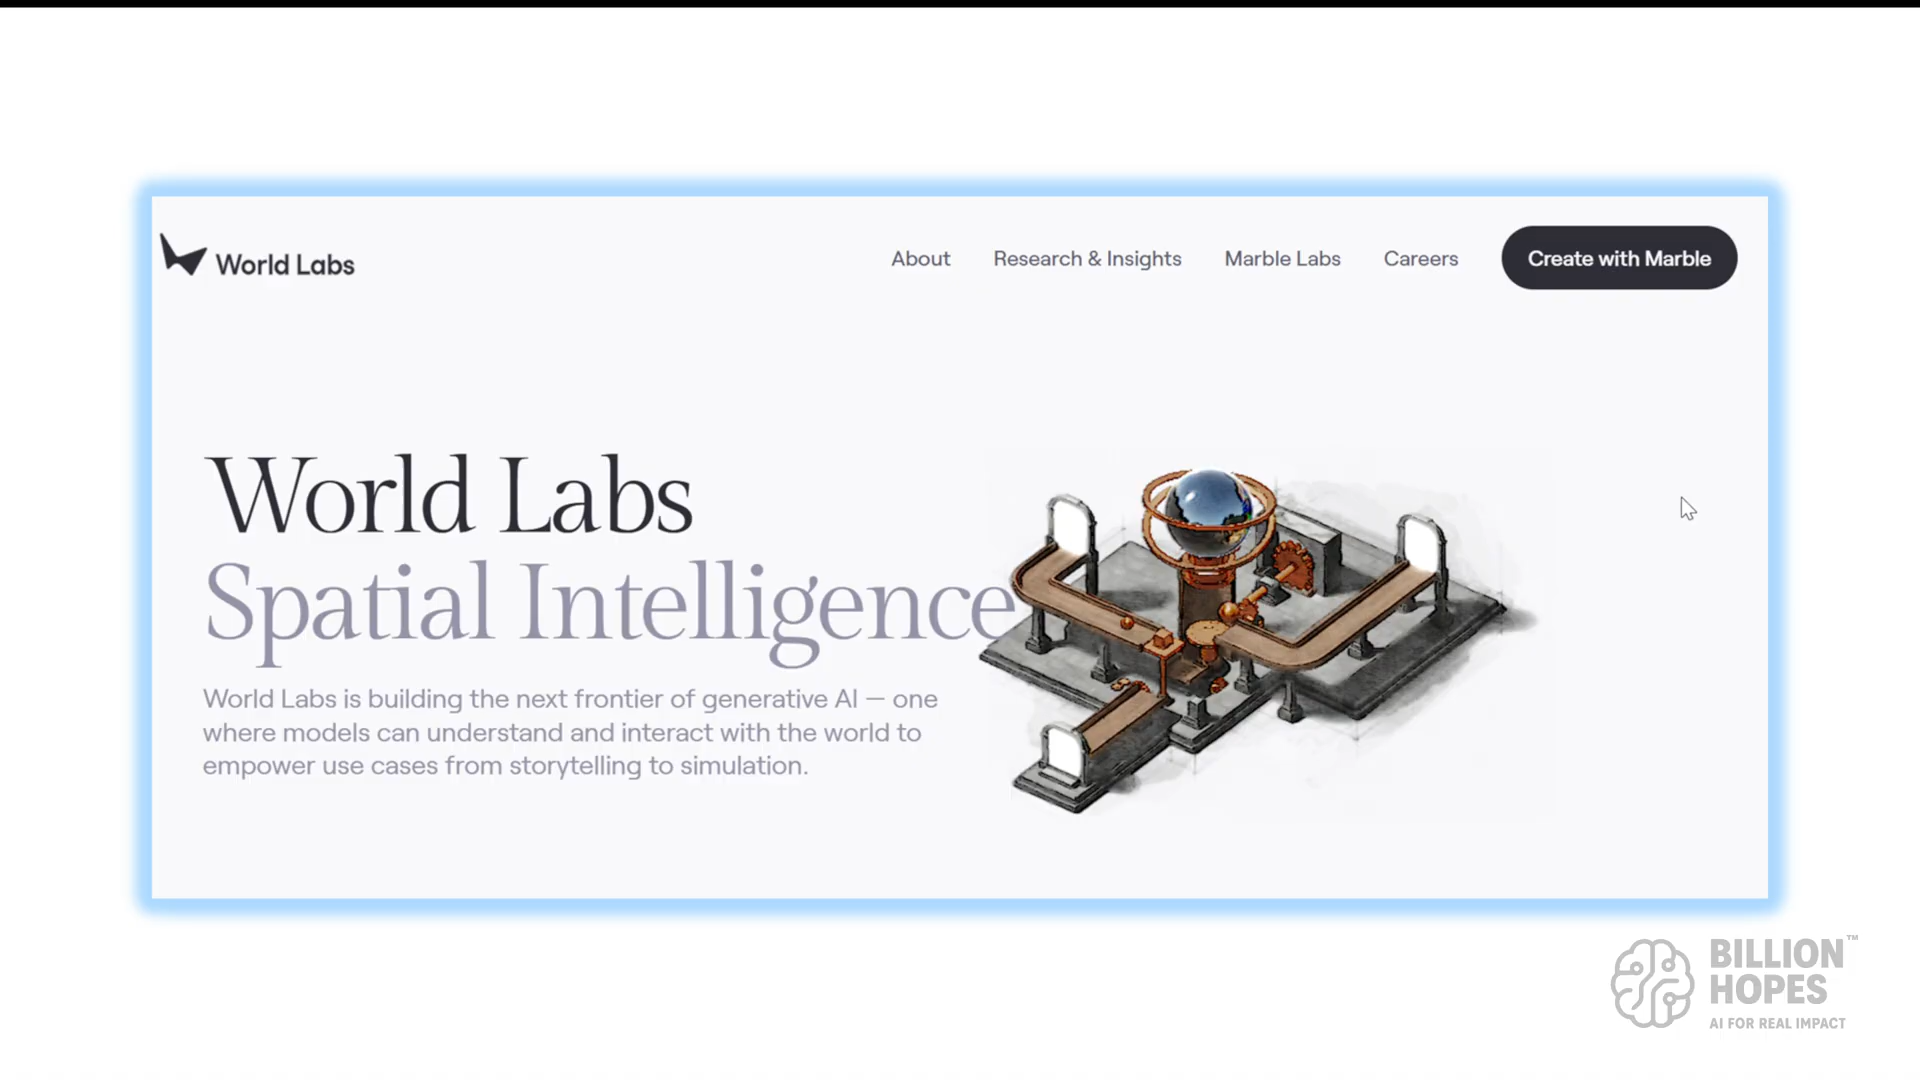 World Labs
About
Research & Insights
Marble Labs
Careers
Create with Marble
World Labs
Spatial Intelligence
World Labs is building the next frontier of generative AI — one
where models can understand and interact with the world to
empower use cases from storytelling to simulation.
BILLION™
HOPES
AI FOR REAL IMPACT